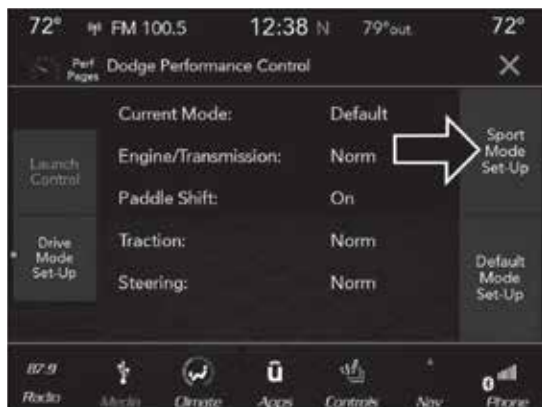 72° FM 100.5 12:38 N 79°out 72°
Perf Pages Dodge Performance Control X
Current Mode: Default
Engine/Transmission: Norm
Paddle Shift: On
Traction: Norm
Steering: Norm
Launch
Control
Drive
Mode
Set-Up
Sport
Mode
Set-Up
Default
Mode
Set-Up
87.9
Radio Media Climate Apps Controls Nav Phone